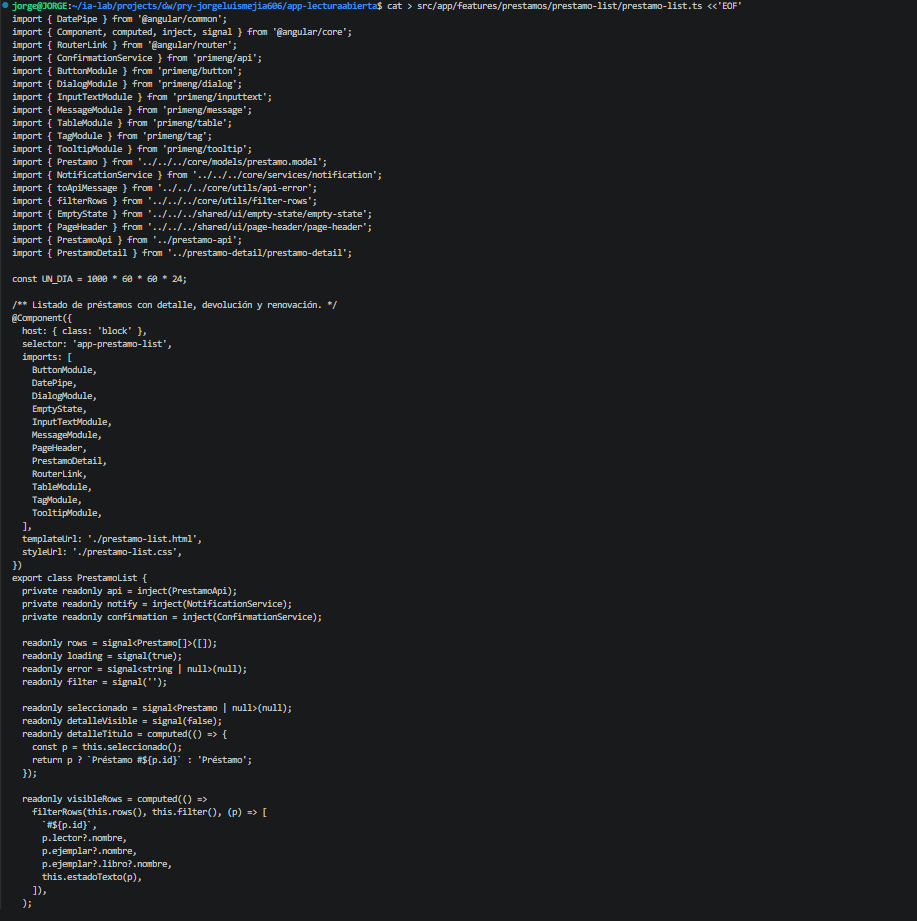 jorge@JORGE:~/ia-lab/projects/dw/pry-jorgeluismejia606/app-lecturaabierta$ cat > src/app/features/prestamos/prestamo-list/prestamo-list.ts <<'EOF'
import { DatePipe } from '@angular/common';
import { Component, computed, inject, signal } from '@angular/core';
import { RouterLink } from '@angular/router';
import { ConfirmationService } from 'primeng/api';
import { ButtonModule } from 'primeng/button';
import { DialogModule } from 'primeng/dialog';
import { InputTextModule } from 'primeng/inputtext';
import { MessageModule } from 'primeng/message';
import { TableModule } from 'primeng/table';
import { TagModule } from 'primeng/tag';
import { TooltipModule } from 'primeng/tooltip';
import { Prestamo } from '../../../core/models/prestamo.model';
import { NotificationService } from '../../../core/services/notification';
import { toApiMessage } from '../../../core/utils/api-error';
import { filterRows } from '../../../core/utils/filter-rows';
import { EmptyState } from '../../../shared/ui/empty-state/empty-state';
import { PageHeader } from '../../../shared/ui/page-header/page-header';
import { PrestamoApi } from '../prestamo-api';
import { PrestamoDetail } from '../prestamo-detail/prestamo-detail';

const UN_DIA = 1000 * 60 * 60 * 24;

/** Listado de préstamos con detalle, devolución y renovación. */
@Component({
  host: { class: 'block' },
  selector: 'app-prestamo-list',
  imports: [
    ButtonModule,
    DatePipe,
    DialogModule,
    EmptyState,
    InputTextModule,
    MessageModule,
    PageHeader,
    PrestamoDetail,
    RouterLink,
    TableModule,
    TagModule,
    TooltipModule,
  ],
  templateUrl: './prestamo-list.html',
  styleUrl: './prestamo-list.css',
})
export class PrestamoList {
  private readonly api = inject(PrestamoApi);
  private readonly notify = inject(NotificationService);
  private readonly confirmation = inject(ConfirmationService);

  readonly rows = signal<Prestamo[]>([]);
  readonly loading = signal(true);
  readonly error = signal<string | null>(null);
  readonly filter = signal('');

  readonly seleccionado = signal<Prestamo | null>(null);
  readonly detalleVisible = signal(false);
  readonly detalleTitulo = computed(() => {
    const p = this.seleccionado();
    return p ? `Préstamo #${p.id}` : 'Préstamo';
  });

  readonly visibleRows = computed(() =>
    filterRows(this.rows(), this.filter(), (p) => [
      `#${p.id}`,
      p.lector?.nombre,
      p.ejemplar?.nombre,
      p.ejemplar?.libro?.nombre,
      this.estadoTexto(p),
    ]),
  );